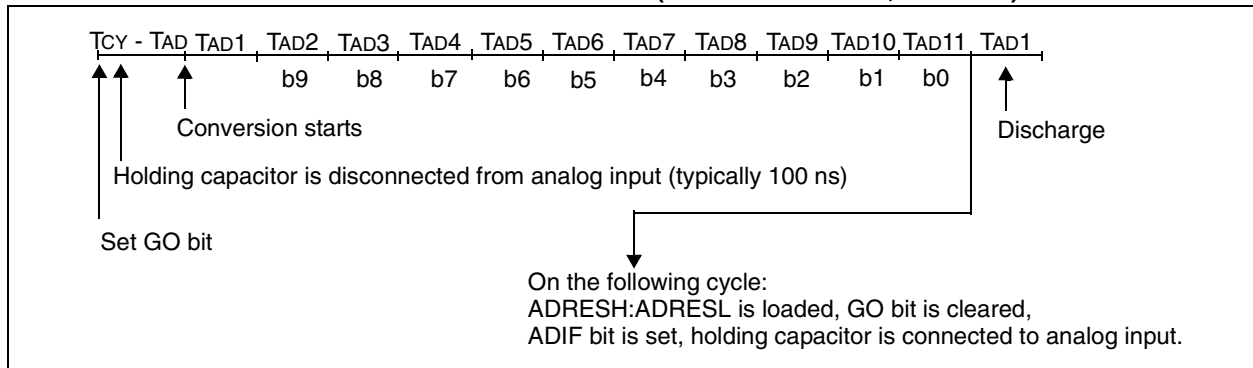 TCY - TAD TAD1 TAD2 TAD3 TAD4 TAD5 TAD6 TAD7 TAD8 TAD9 TAD10 TAD11 TAD1
b9 b8 b7 b6 b5 b4 b3 b2 b1 b0
Conversion starts
Discharge
Holding capacitor is disconnected from analog input (typically 100 ns)
Set GO bit
On the following cycle:
ADRESH:ADRESL is loaded, GO bit is cleared,
ADIF bit is set, holding capacitor is connected to analog input.